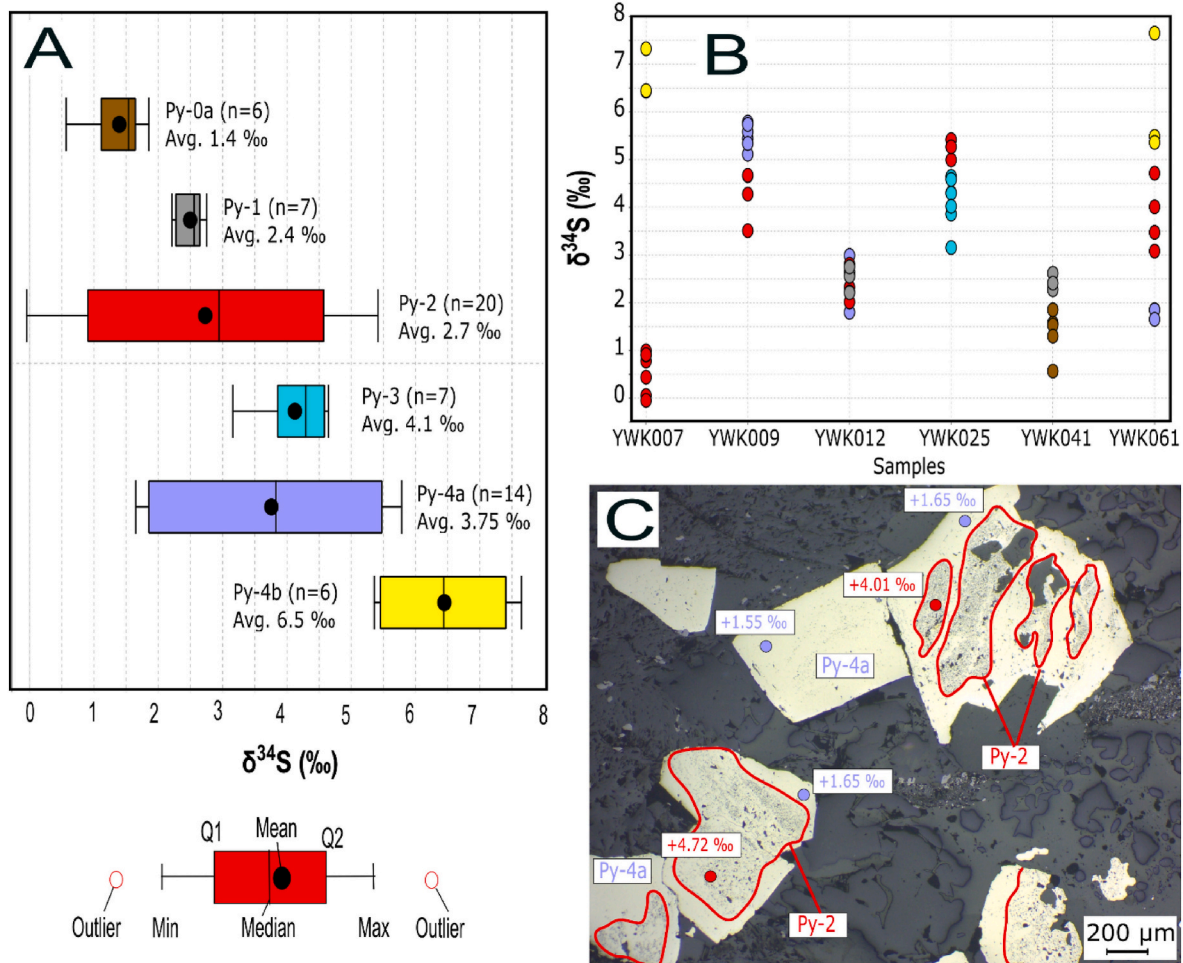 A
Py-0a (n=6)
Avg. 1.4 ‰
Py-1 (n=7)
Avg. 2.4 ‰
Py-2 (n=20)
Avg. 2.7 ‰
Py-3 (n=7)
Avg. 4.1 ‰
Py-4a (n=14)
Avg. 3.75 ‰
Py-4b (n=6)
Avg. 6.5 ‰
0 1 2 3 4 5 6 7 8
δ³⁴S (‰)
Q1 Mean Q2
Outlier Min Median Max Outlier
B
8
7
6
5
4
3
2
1
0
δ³⁴S (‰)
YWK007 YWK009 YWK012 YWK025 YWK041 YWK061
Samples
C
+1.65 ‰
+4.01 ‰
+1.55 ‰
Py-4a
Py-2
+1.65 ‰
+4.72 ‰
Py-4a
Py-2
200 µm